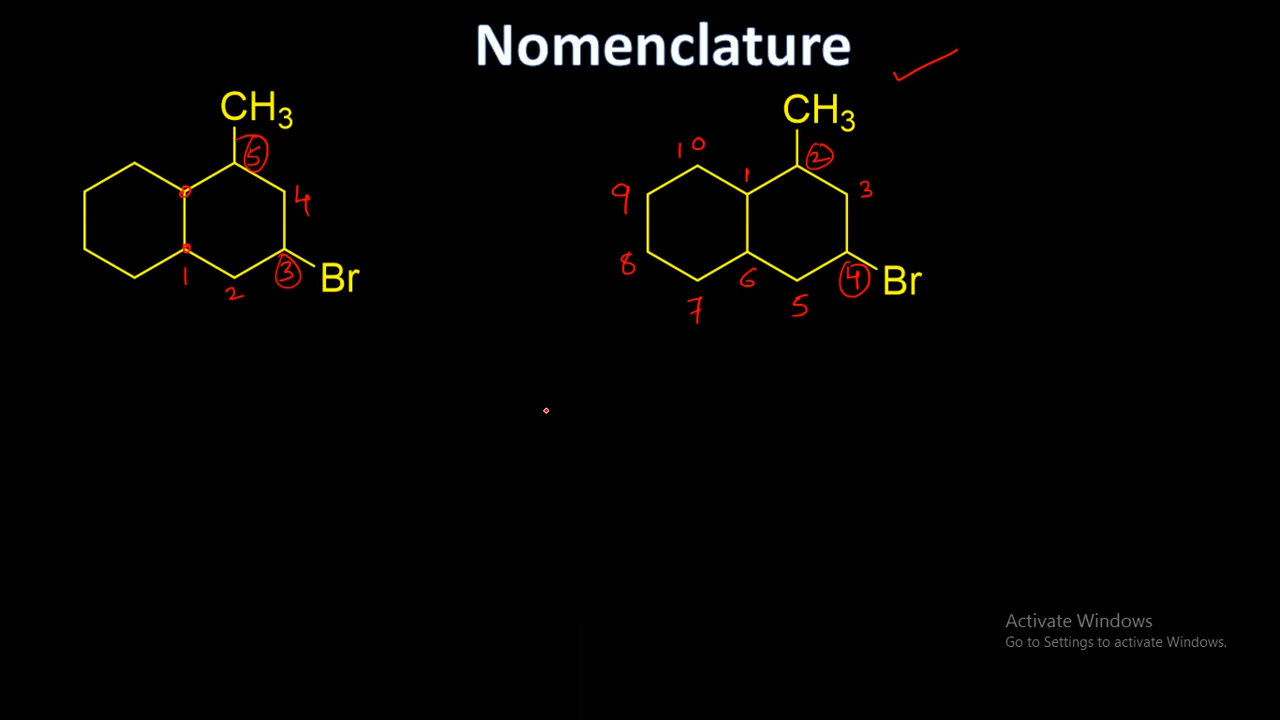 Nomenclature
CH3
5
4
1
2
3
Br
CH3
10
1
2
9
3
8
6
4
Br
7
5
Activate Windows
Go to Settings to activate Windows.